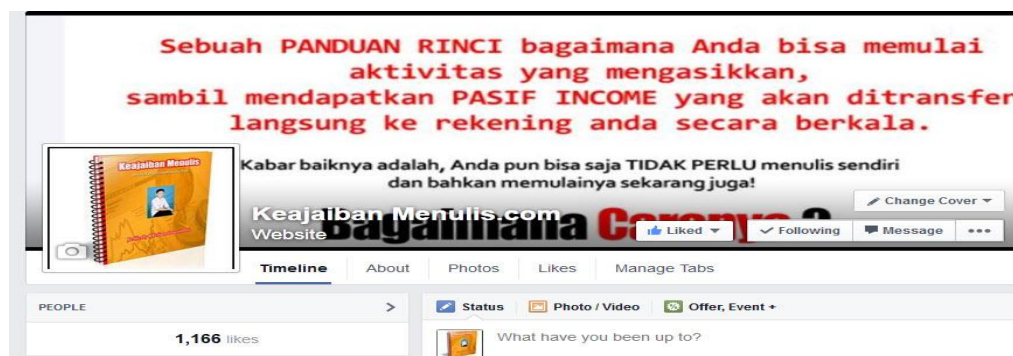 Sebuah PANDUAN RINCI bagaimana Anda bisa memulai
aktivitas yang mengasikkan,
sambil mendapatkan PASIF INCOME yang akan ditransfer
langsung ke rekening anda secara berkala.
Kabar baiknya adalah, Anda pun bisa saja TIDAK PERLU menulis sendiri
dan bahkan memulainya sekarang juga!
Bagaimana Caranya ?
Keajaiban Menulis
Keajaiban Menulis.com
Website
Change Cover
Liked
Following
Message
Timeline About Photos Likes Manage Tabs
PEOPLE
1,166 likes
Status Photo / Video Offer, Event +
What have you been up to?